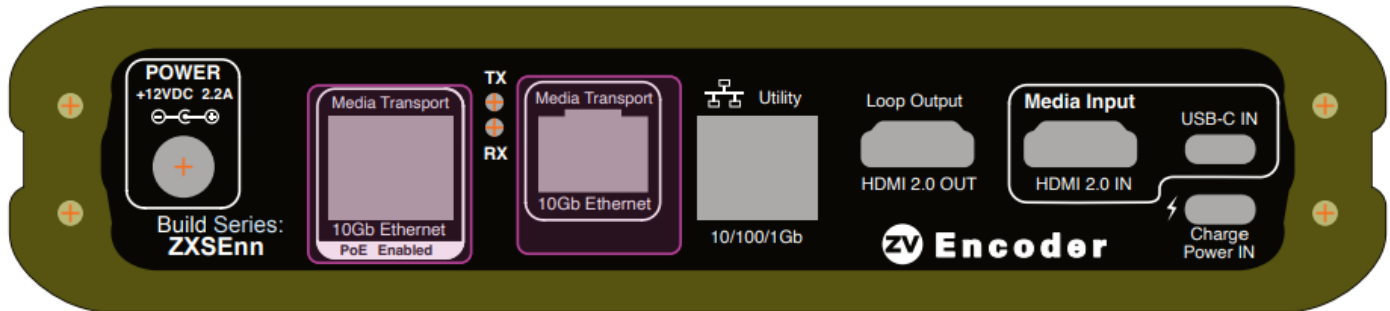 POWER
+12VDC 2.2A
Build Series:
ZXSEnn
Media Transport
10Gb Ethernet
PoE Enabled
TX
RX
Media Transport
10Gb Ethernet
Utility
10/100/1Gb
Loop Output
HDMI 2.0 OUT
Media Input
HDMI 2.0 IN
USB-C IN
Charge
Power IN
ZV Encoder